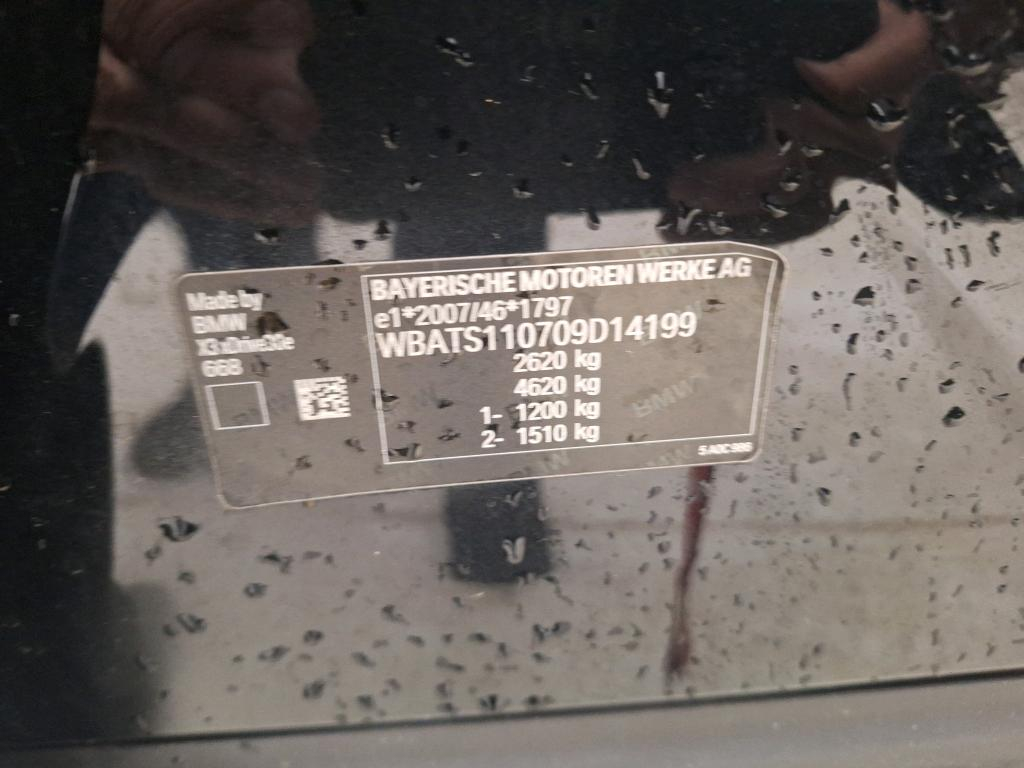 Made by
BMW
X3 xDrive30e
668
BAYERISCHE MOTOREN WERKE AG
e1*2007/46*1797
WBATS110709D14199
2620 kg
4620 kg
1- 1200 kg
2- 1510 kg
BMW